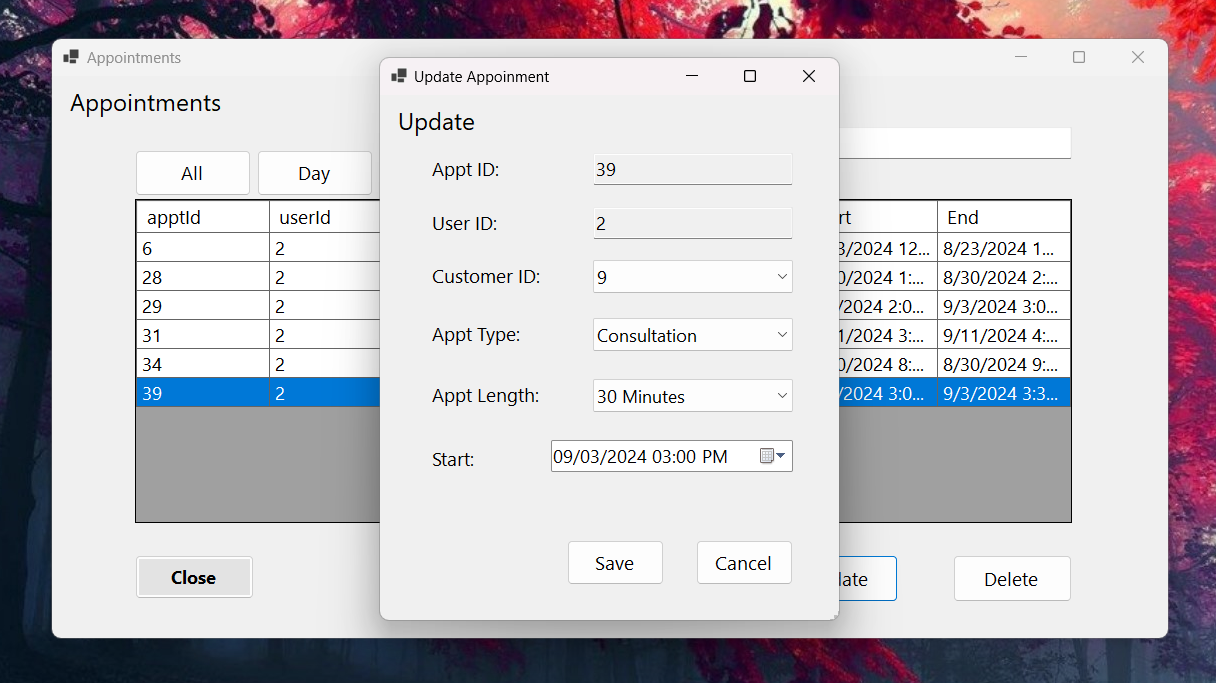 Appointments
Update Appoinment
Appointments
Update
All
Day
Appt ID:
39
User ID:
2
Customer ID:
9
Appt Type:
Consultation
Appt Length:
30 Minutes
Start:
09/03/2024 03:00 PM
Save
Cancel
apptId userId rt End
6 2 3/2024 12... 8/23/2024 1...
28 2 0/2024 1:... 8/30/2024 2:...
29 2 /2024 2:0... 9/3/2024 3:0...
31 2 1/2024 3:... 9/11/2024 4:...
34 2 0/2024 8:... 8/30/2024 9:...
39 2 /2024 3:0... 9/3/2024 3:3...
Close
late
Delete